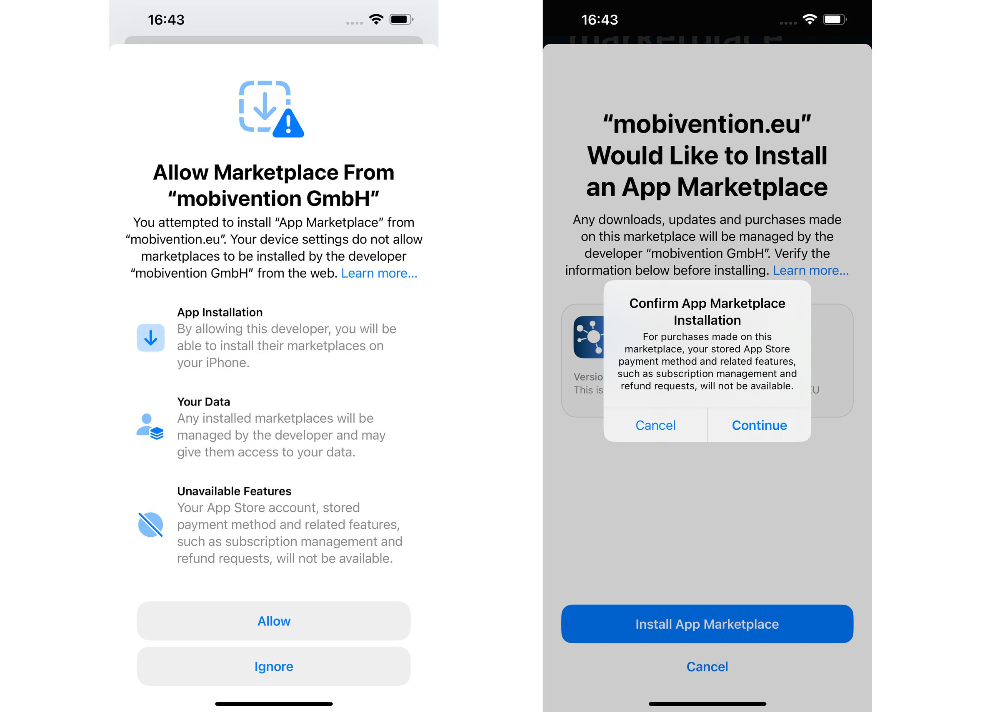 16:43
Allow Marketplace From
“mobivention GmbH”
You attempted to install “App Marketplace” from
“mobivention.eu”. Your device settings do not allow
marketplaces to be installed by the developer
“mobivention GmbH” from the web. Learn more...
App Installation
By allowing this developer, you will be
able to install their marketplaces on
your iPhone.
Your Data
Any installed marketplaces will be
managed by the developer and may
give them access to your data.
Unavailable Features
Your App Store account, stored
payment method and related features,
such as subscription management and
refund requests, will not be available.
Allow
Ignore
16:43
marketplace
“mobivention.eu”
Would Like to Install
an App Marketplace
Any downloads, updates and purchases made
on this marketplace will be managed by the
developer “mobivention GmbH”. Verify the
information below before installing. Learn more...
Confirm App Marketplace
Installation
For purchases made on this
marketplace, your stored App Store
payment method and related features,
such as subscription management and
refund requests, will not be available.
Cancel
Continue
Versio
This is
EU
Install App Marketplace
Cancel